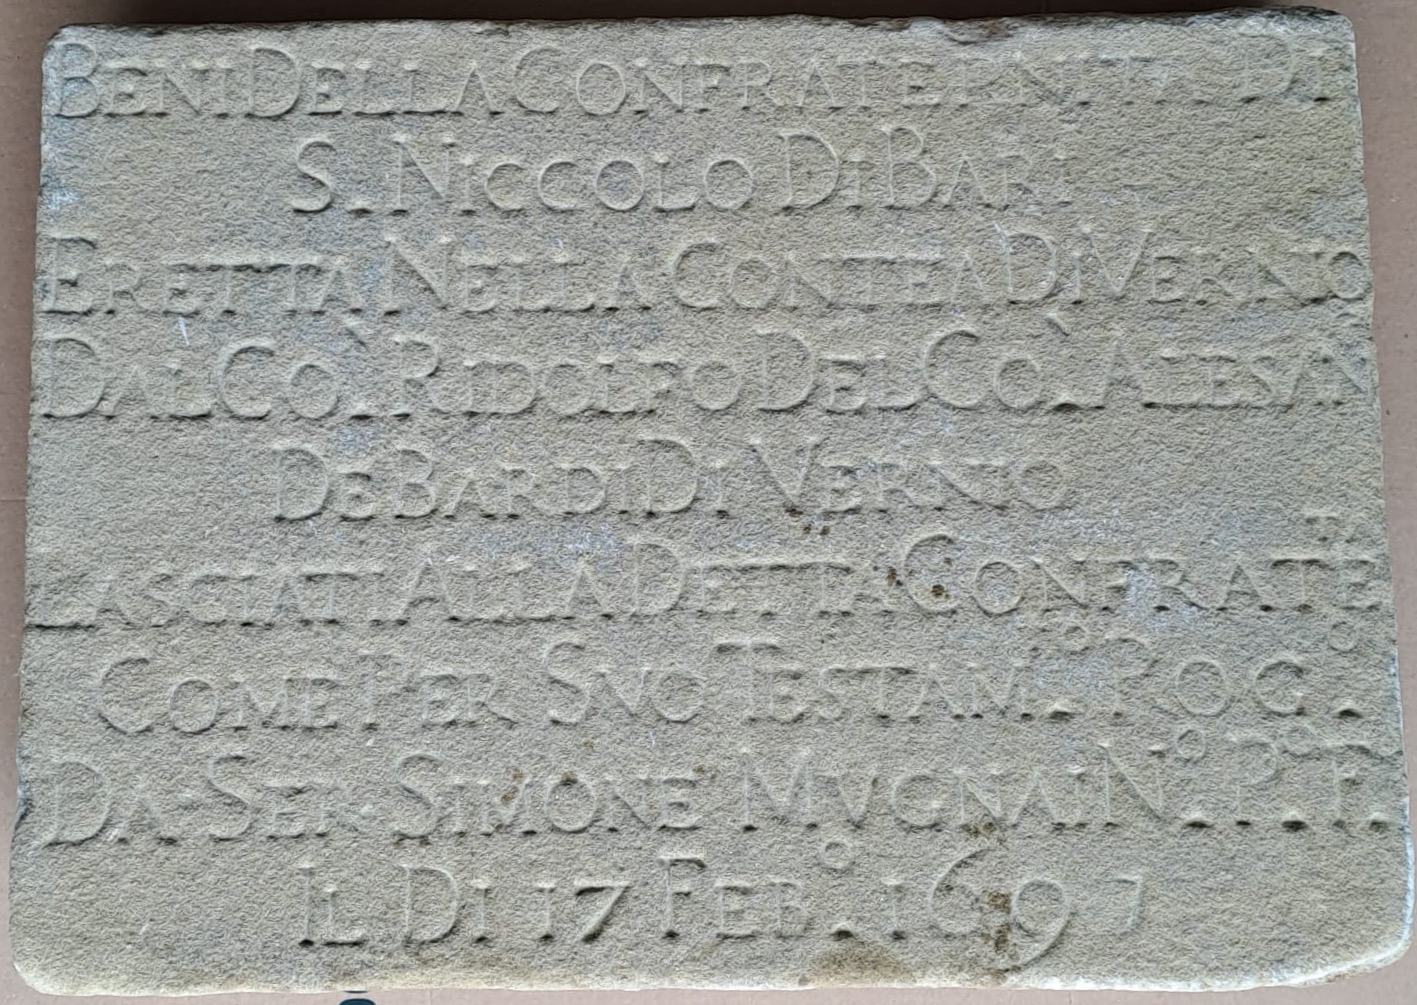 BENI DELLA CONFRATERNITA DI
S. NICCOLO DI BARI
ERETTA NELLA CONTEA DI VERNO
DAL CO: RIDOLFO DEL CO: ALESAN
DE BARDI DI VERNIO
LASCIATI ALLA DETTA CONFRATE
COME PER SUO TESTAM.º ROG.º
DA SER SIMONE MUGNAI N.º P.º F.
IL DI 17 FEB.º 1697